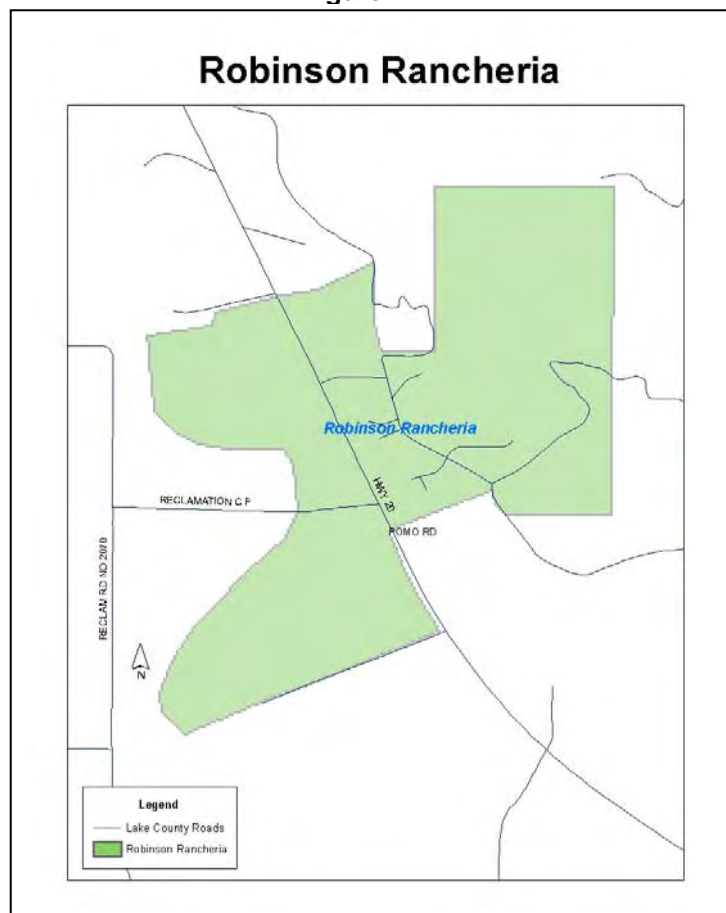 Robinson Rancheria
Robinson Rancheria
HWY 20
RECLAMATION C P
POMO RD
RECLAM RD NO 2070
N
Legend
Lake County Roads
Robinson Rancheria